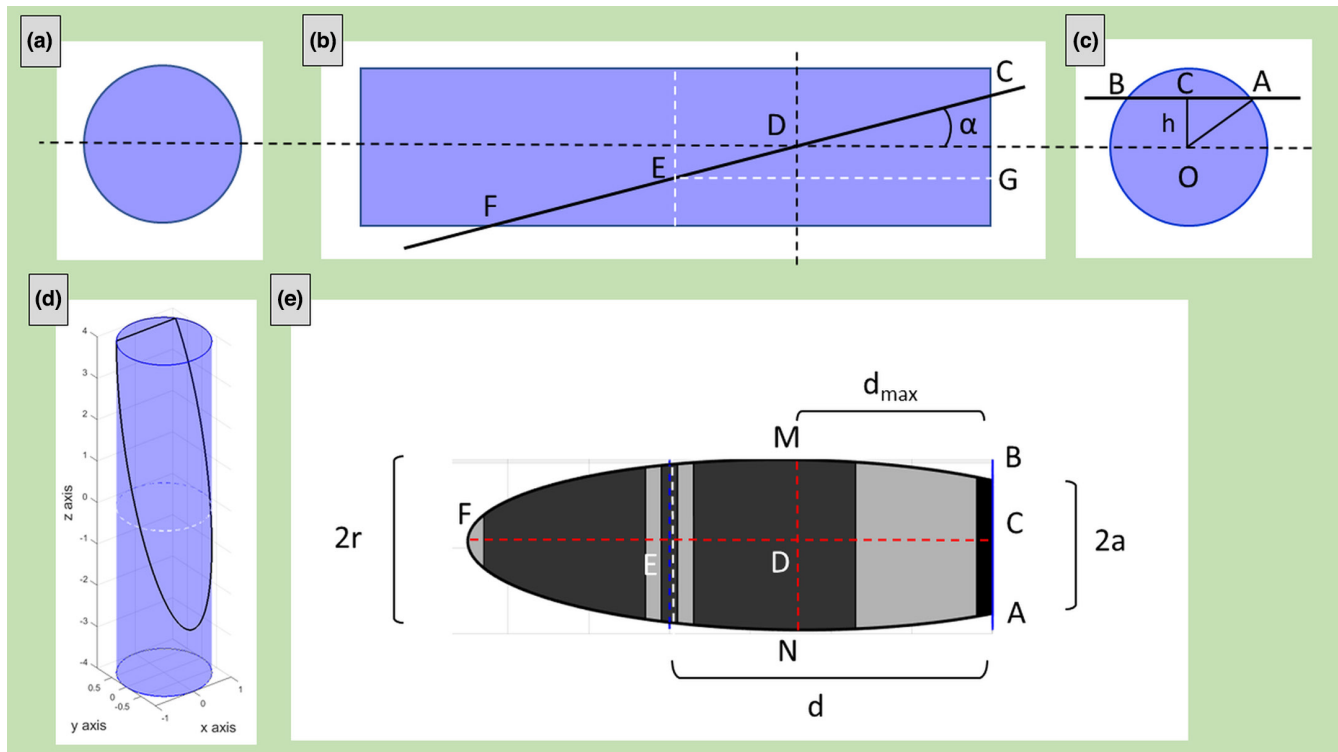 (a)
(b)
C
D
α
E
G
F
(c)
B C A
h
O
(d)
4
3
2
1
0
-1
-2
-3
-4
z axis
0.5
0
-0.5
-1
0
1
y axis
x axis
(e)
dmax
M
B
F
C
2r
2a
E
D
A
N
d